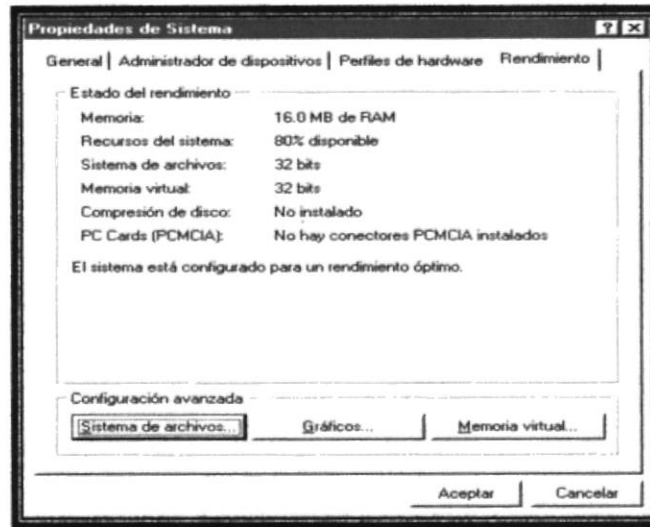 Propiedades de Sistema
General Administrador de dispositivos Perfiles de hardware Rendimiento
Estado del rendimiento
Memoria: 16.0 MB de RAM
Recursos del sistema: 80% disponible
Sistema de archivos: 32 bits
Memoria virtual: 32 bits
Compresión de disco: No instalado
PC Cards (PCMCIA): No hay conectores PCMCIA instalados
El sistema está configurado para un rendimiento óptimo.
Configuración avanzada
Sistema de archivos... Gráficos... Memoria virtual...
Aceptar Cancelar